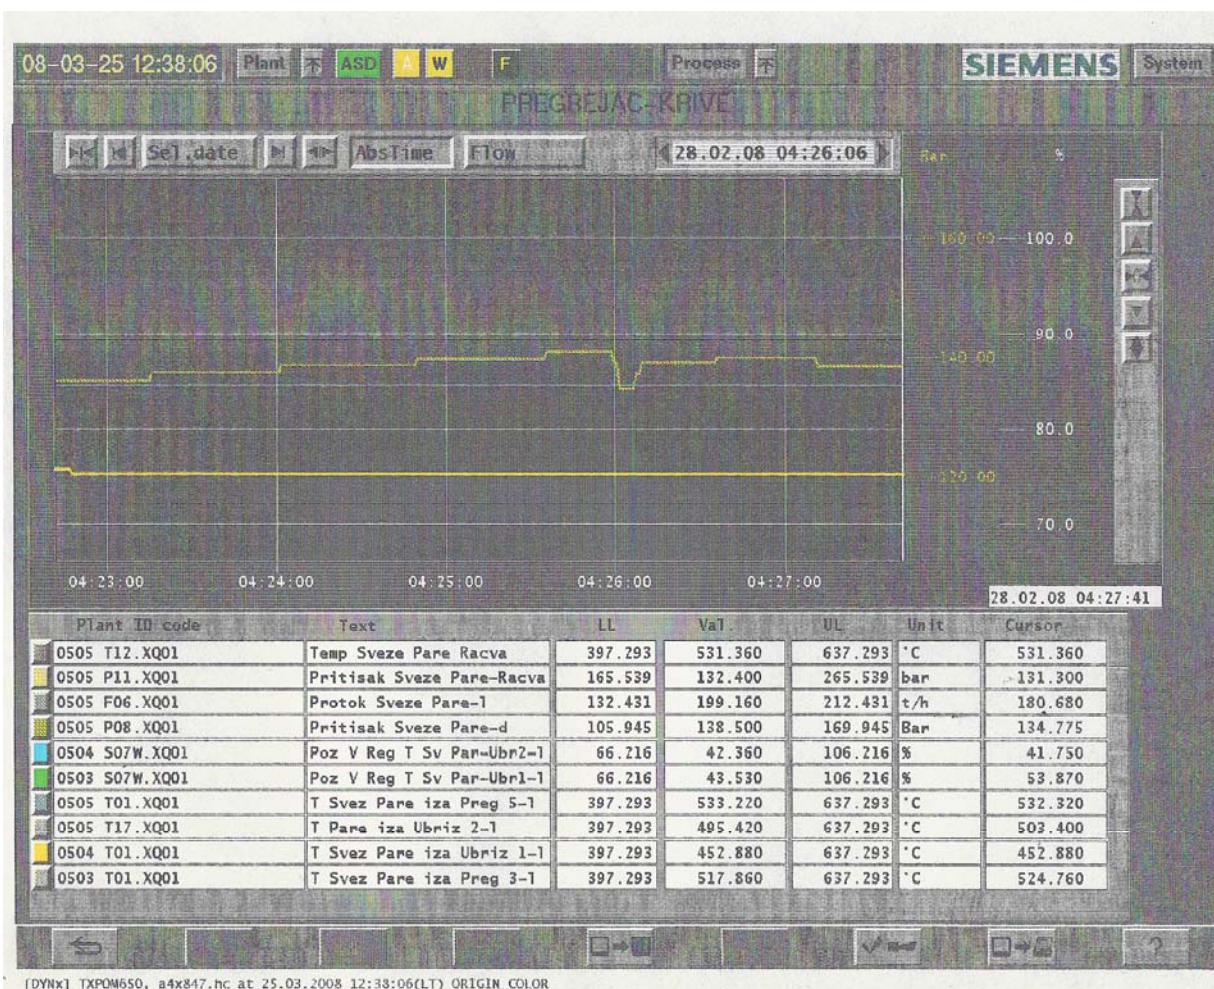 08-03-25 12:38:06 Plant ASD A W F Process SIEMENS System
PREGREJAC-KRIVE
Sel.date AbsTime Flow 28.02.08 04:26:06 Bar %
160.00 100.0
90.0
140.00
80.0
120.00
70.0
04:23:00 04:24:00 04:25:00 04:26:00 04:27:00
28.02.08 04:27:41
Plant ID code Text LL Val. UL Unit Cursor
0505 T12.XQ01 Temp Sveze Pare Racva 397.293 531.360 637.293 °C 531.360
0505 P11.XQ01 Pritisak Sveze Pare-Racva 165.539 132.400 265.539 bar 131.300
0505 F06.XQ01 Protok Sveze Pare-1 132.431 199.160 212.431 t/h 180.680
0505 P08.XQ01 Pritisak Sveze Pare-d 105.945 138.500 169.945 Bar 134.775
0504 S07W.XQ01 Poz V Reg T Sv Par-Ubr2-1 66.216 42.360 106.216 % 41.750
0503 S07W.XQ01 Poz V Reg T Sv Par-Ubr1-1 66.216 43.530 106.216 % 53.870
0505 T01.XQ01 T Svez Pare iza Preg 5-1 397.293 533.220 637.293 °C 532.320
0505 T17.XQ01 T Pare iza Ubriz 2-1 397.293 495.420 637.293 °C 503.400
0504 T01.XQ01 T Svez Pare iza Ubriz 1-1 397.293 452.880 637.293 °C 452.880
0503 T01.XQ01 T Svez Pare iza Preg 3-1 397.293 517.860 637.293 °C 524.760
?
[DYNx] TXPOM650, a4x847.hc at 25.03.2008 12:38:06(LT) ORIGIN COLOR